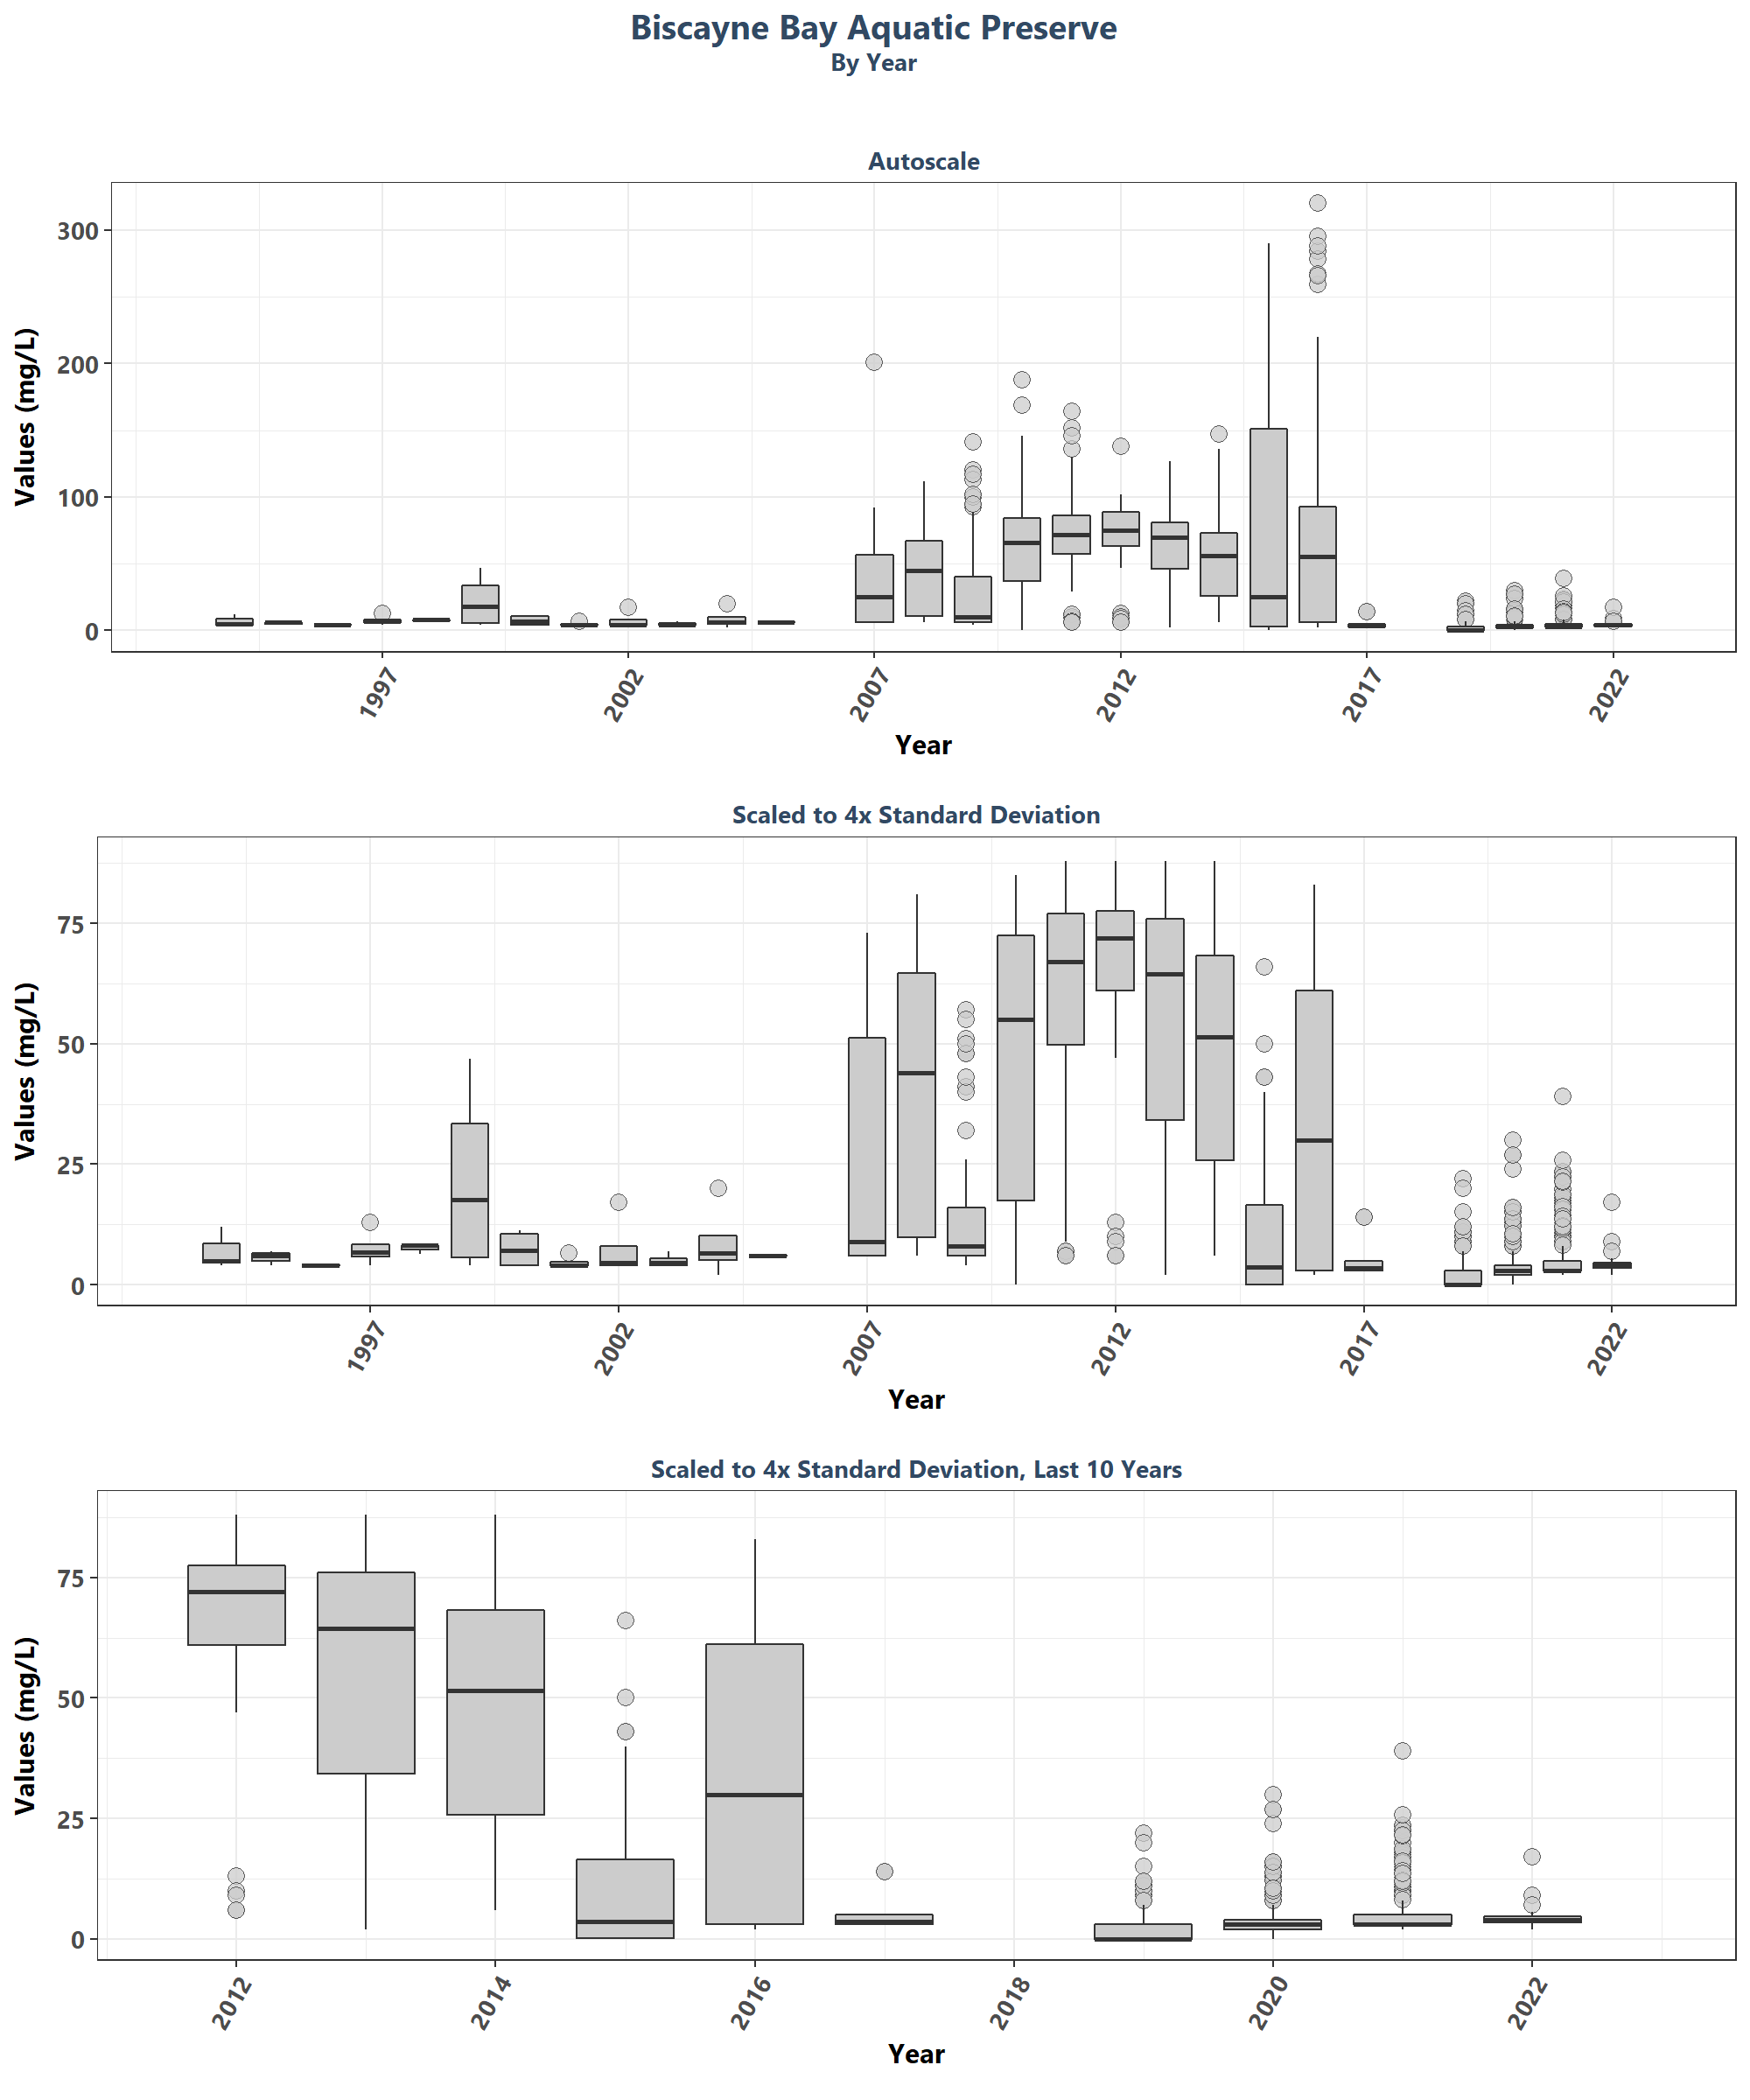 Biscayne Bay Aquatic Preserve
By Year
Autoscale
Values (mg/L)
300
200
100
0
1997
2002
2007
2012
2017
2022
Year
Scaled to 4x Standard Deviation
Values (mg/L)
75
50
25
0
1997
2002
2007
2012
2017
2022
Year
Scaled to 4x Standard Deviation, Last 10 Years
Values (mg/L)
75
50
25
0
2012
2014
2016
2018
2020
2022
Year